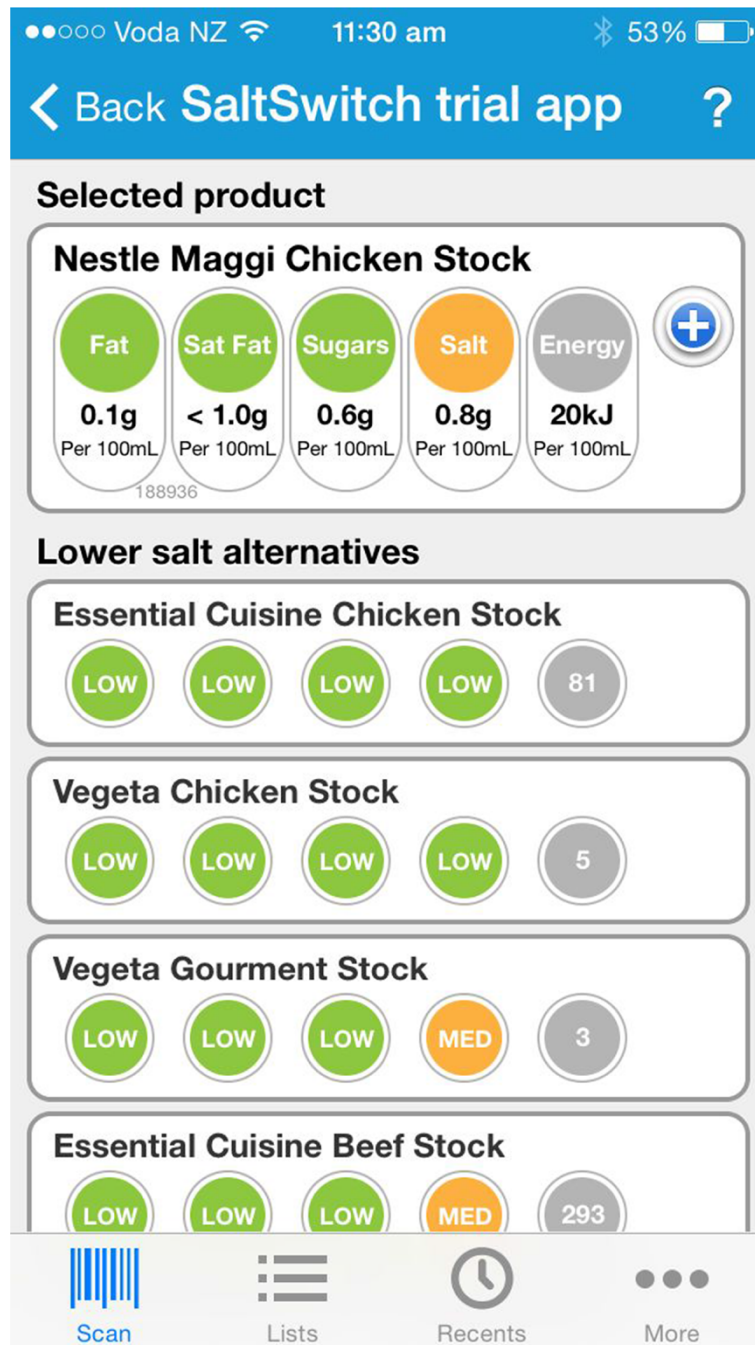 Voda NZ 11:30 am 53%
Back SaltSwitch trial app ?
Selected product
Nestle Maggi Chicken Stock
Fat Sat Fat Sugars Salt Energy
0.1g < 1.0g 0.6g 0.8g 20kJ
Per 100mL Per 100mL Per 100mL Per 100mL Per 100mL
188936
Lower salt alternatives
Essential Cuisine Chicken Stock
LOW LOW LOW LOW 81
Vegeta Chicken Stock
LOW LOW LOW LOW 5
Vegeta Gourment Stock
LOW LOW LOW MED 3
Essential Cuisine Beef Stock
LOW LOW LOW MED 293
Scan Lists Recents More